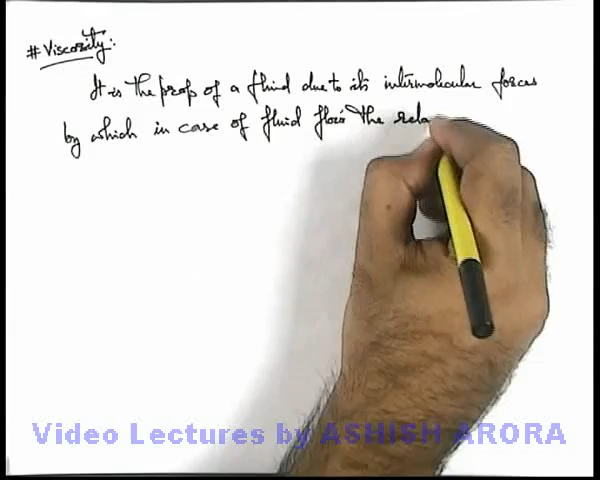 # Viscosity:
It is the prop of a fluid due to its intermolecular forces
by which in case of fluid flow the rela
Video Lectures by ASHISH ARORA